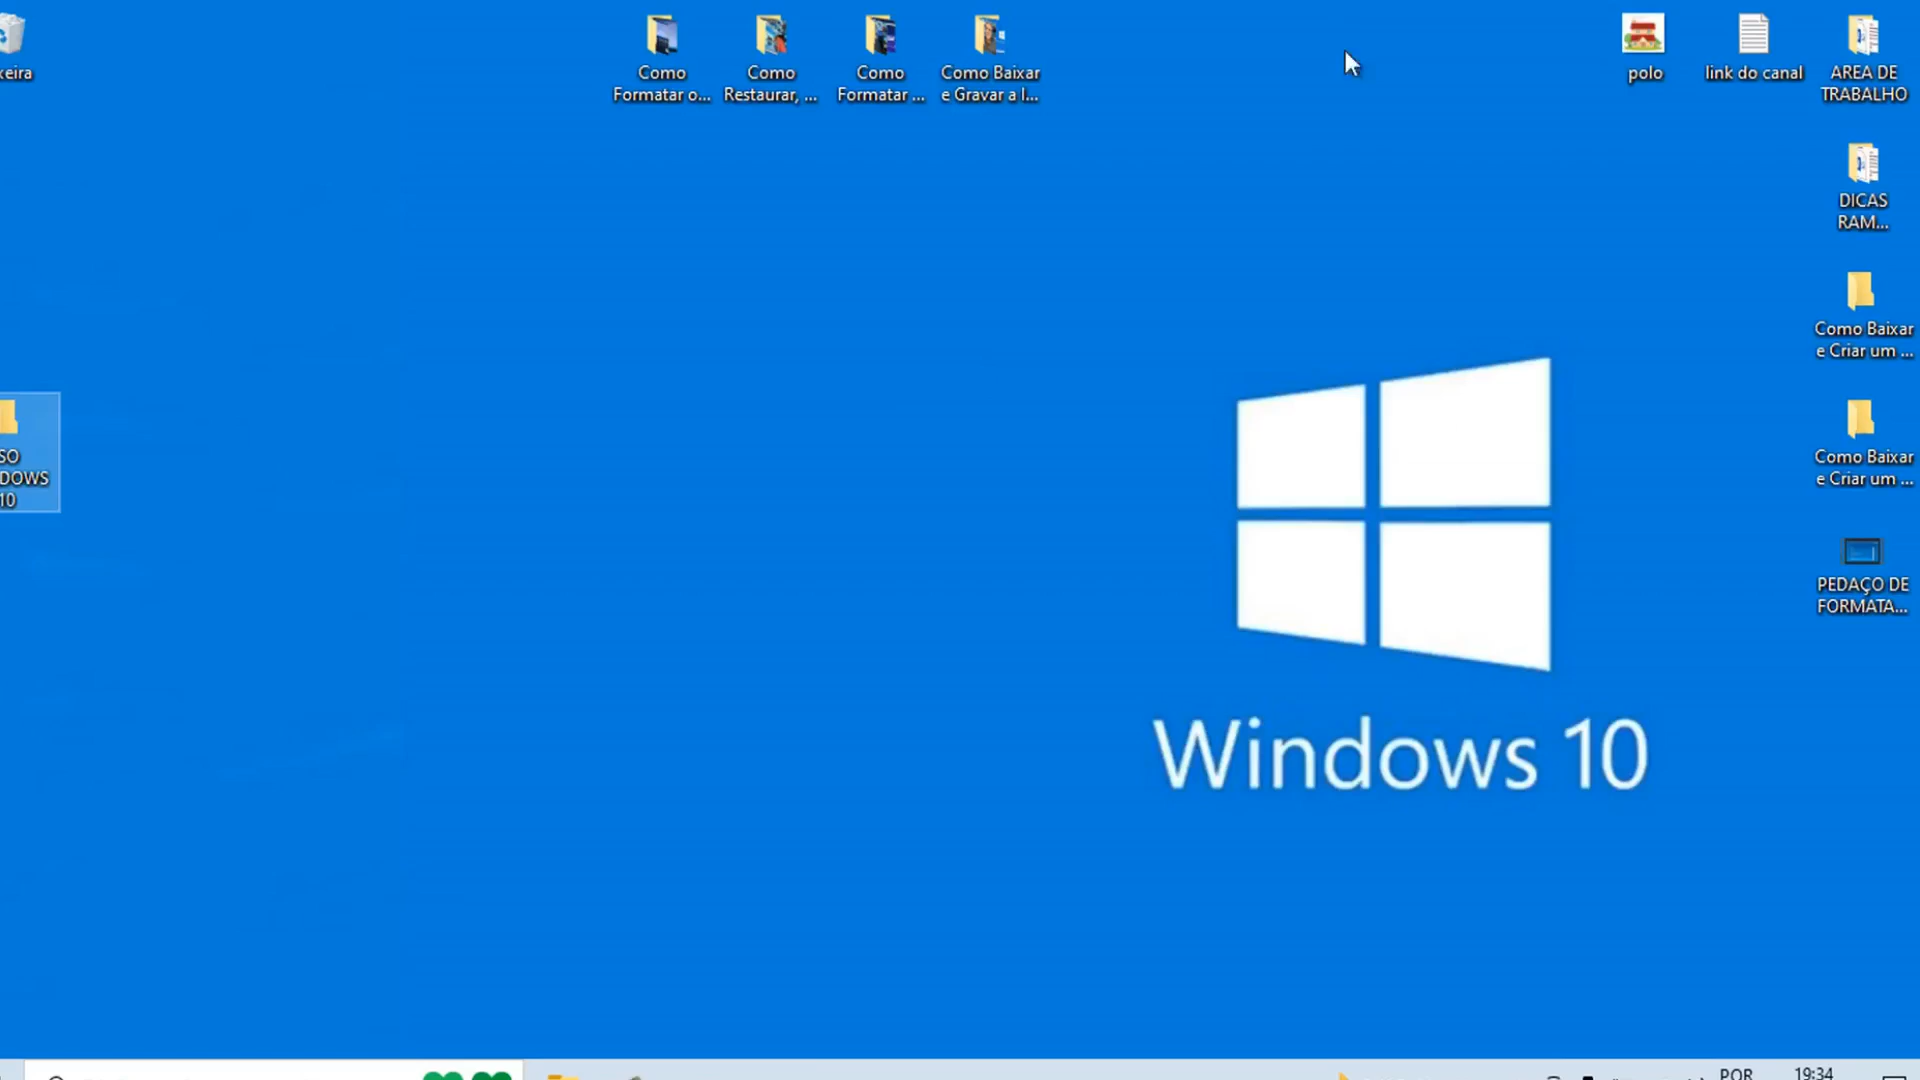 xeira
Como
Formatar o...
Como
Restaurar, ...
Como
Formatar ...
Como Baixar
e Gravar a I...
polo
link do canal
AREA DE
TRABALHO
DICAS
RAM...
Como Baixar
e Criar um ...
SO
DOWS
10
Como Baixar
e Criar um ...
PEDAÇO DE
FORMATA...
Windows 10
POR
19:34